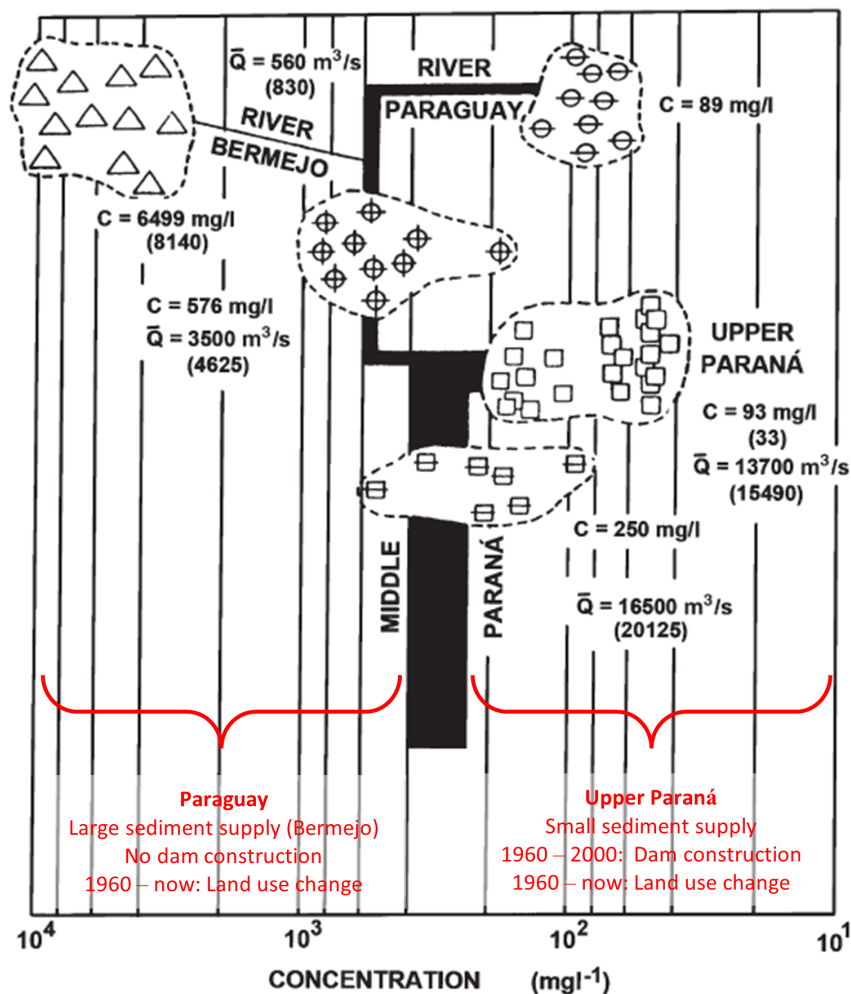 Q̄ = 560 m³/s
(830)
RIVER
PARAGUAY
C = 89 mg/l
RIVER
BERMEJO
C = 6499 mg/l
(8140)
C = 576 mg/l
Q̄ = 3500 m³/s
(4625)
UPPER
PARANÁ
C = 93 mg/l
(33)
Q̄ = 13700 m³/s
(15490)
C = 250 mg/l
MIDDLE
PARANÁ
Q̄ = 16500 m³/s
(20125)
Paraguay
Large sediment supply (Bermejo)
No dam construction
1960 – now: Land use change
Upper Paraná
Small sediment supply
1960 – 2000: Dam construction
1960 – now: Land use change
10⁴ 10³ 10² 10¹
CONCENTRATION (mgl⁻¹)